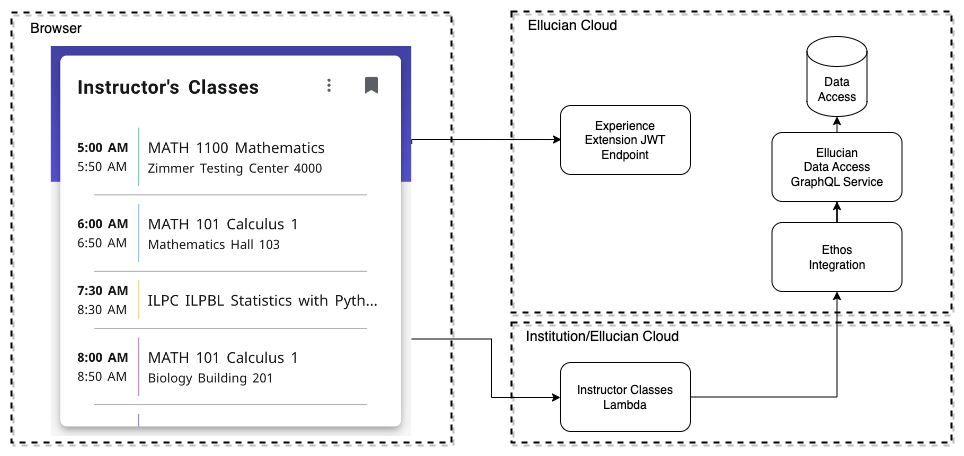 Browser
Instructor's Classes
5:00 AM
5:50 AM
MATH 1100 Mathematics
Zimmer Testing Center 4000
6:00 AM
6:50 AM
MATH 101 Calculus 1
Mathematics Hall 103
7:30 AM
8:30 AM
ILPC ILPBL Statistics with Pyth...
8:00 AM
8:50 AM
MATH 101 Calculus 1
Biology Building 201
Ellucian Cloud
Experience
Extension JWT
Endpoint
Data
Access
Ellucian
Data Access
GraphQL Service
Ethos
Integration
Institution/Ellucian Cloud
Instructor Classes
Lambda